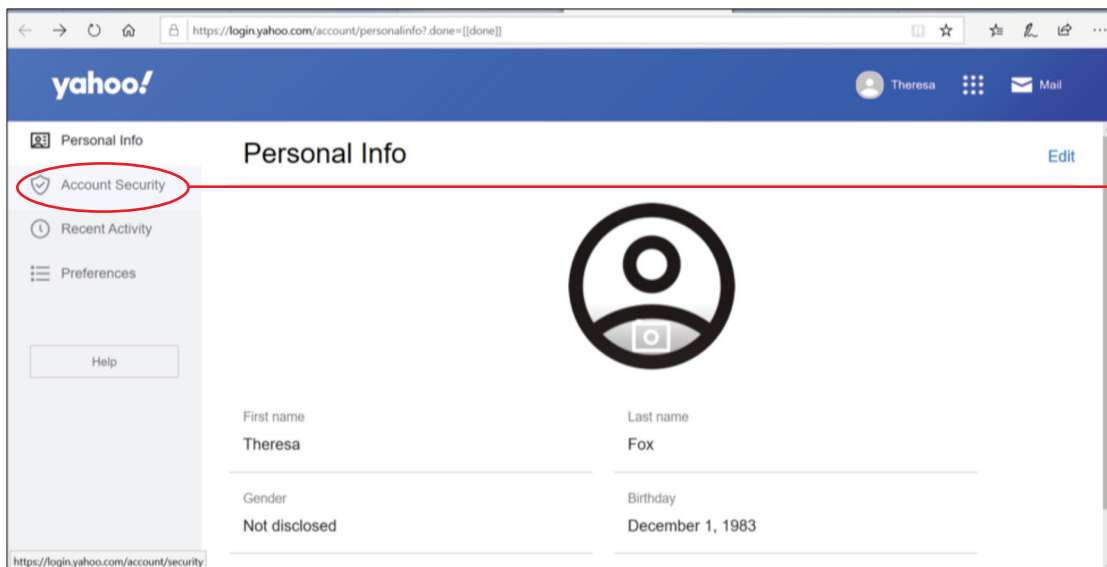 https://login.yahoo.com/account/personalinfo?.done=[[done]]
yahoo!
Theresa
Mail
Personal Info
Account Security
Recent Activity
Preferences
Help
Personal Info
Edit
First name
Theresa
Last name
Fox
Gender
Not disclosed
Birthday
December 1, 1983
https://login.yahoo.com/account/security